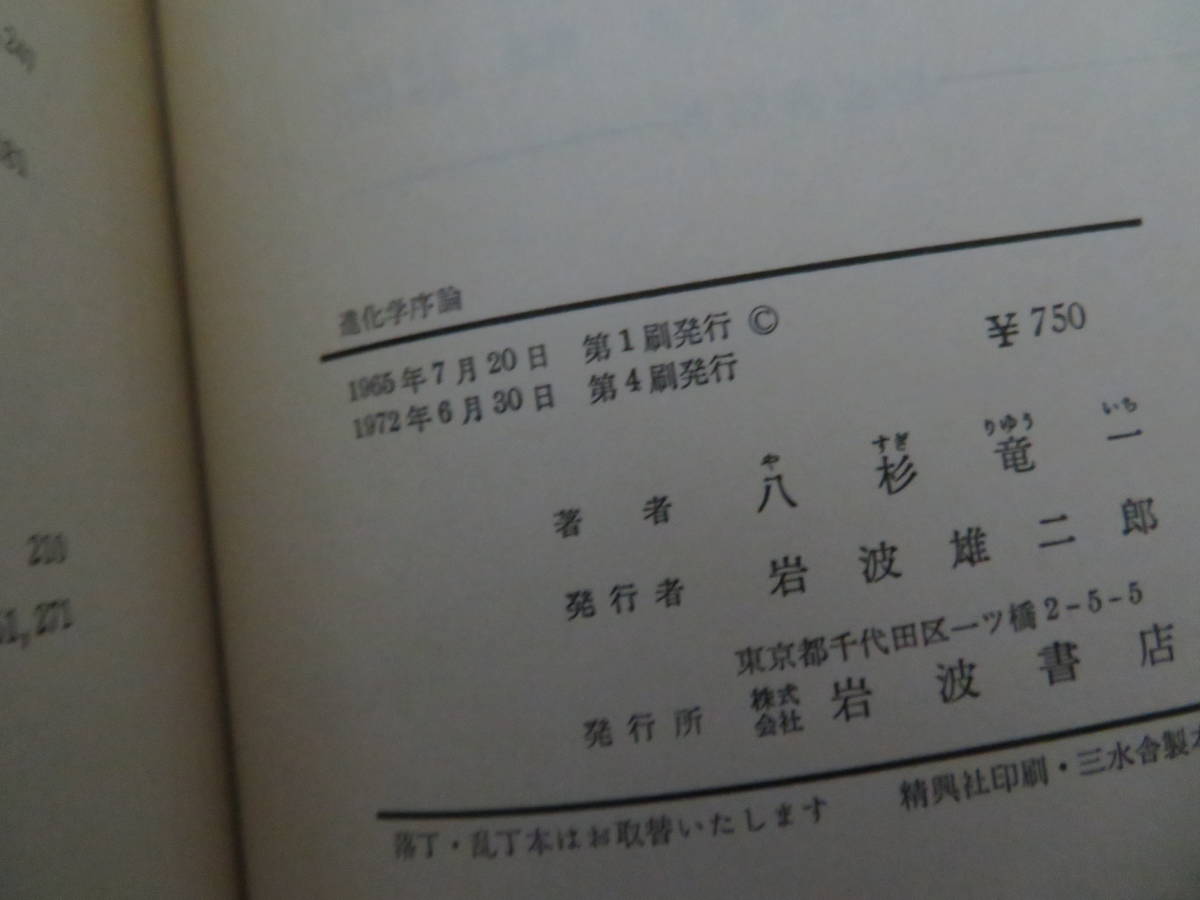 210
271
進化学序論
1965年7月20日 第1刷発行 ©
1972年6月30日 第4刷発行
¥750
や すぎ りゆう いち
著者 八杉竜一
発行者 岩波雄二郎
東京都千代田区一ツ橋2-5-5
発行所 株式会社 岩波書店
精興社印刷・三水舎製本
落丁・乱丁本はお取替いたします